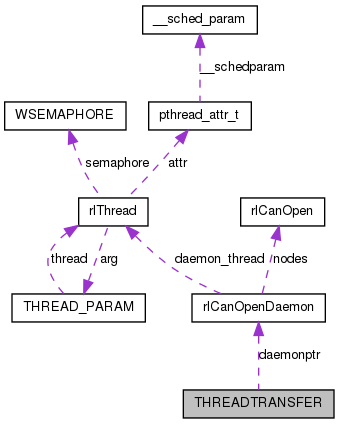 __sched_param
__schedparam
WSEMAPHORE
pthread_attr_t
semaphore
attr
rlThread
rlCanOpen
thread
arg
daemon_thread
nodes
THREAD_PARAM
rlCanOpenDaemon
daemonptr
THREADTRANSFER